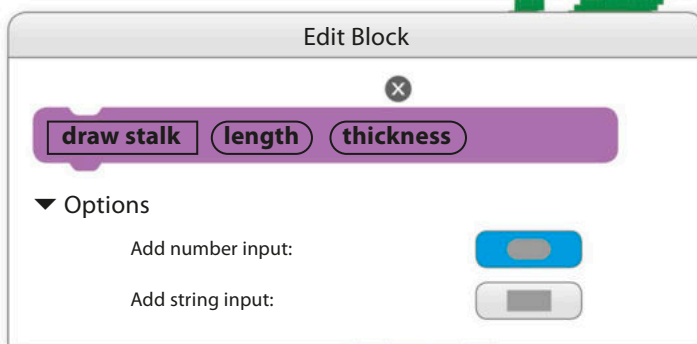 Edit Block
draw stalk length thickness
Options
Add number input:
Add string input: